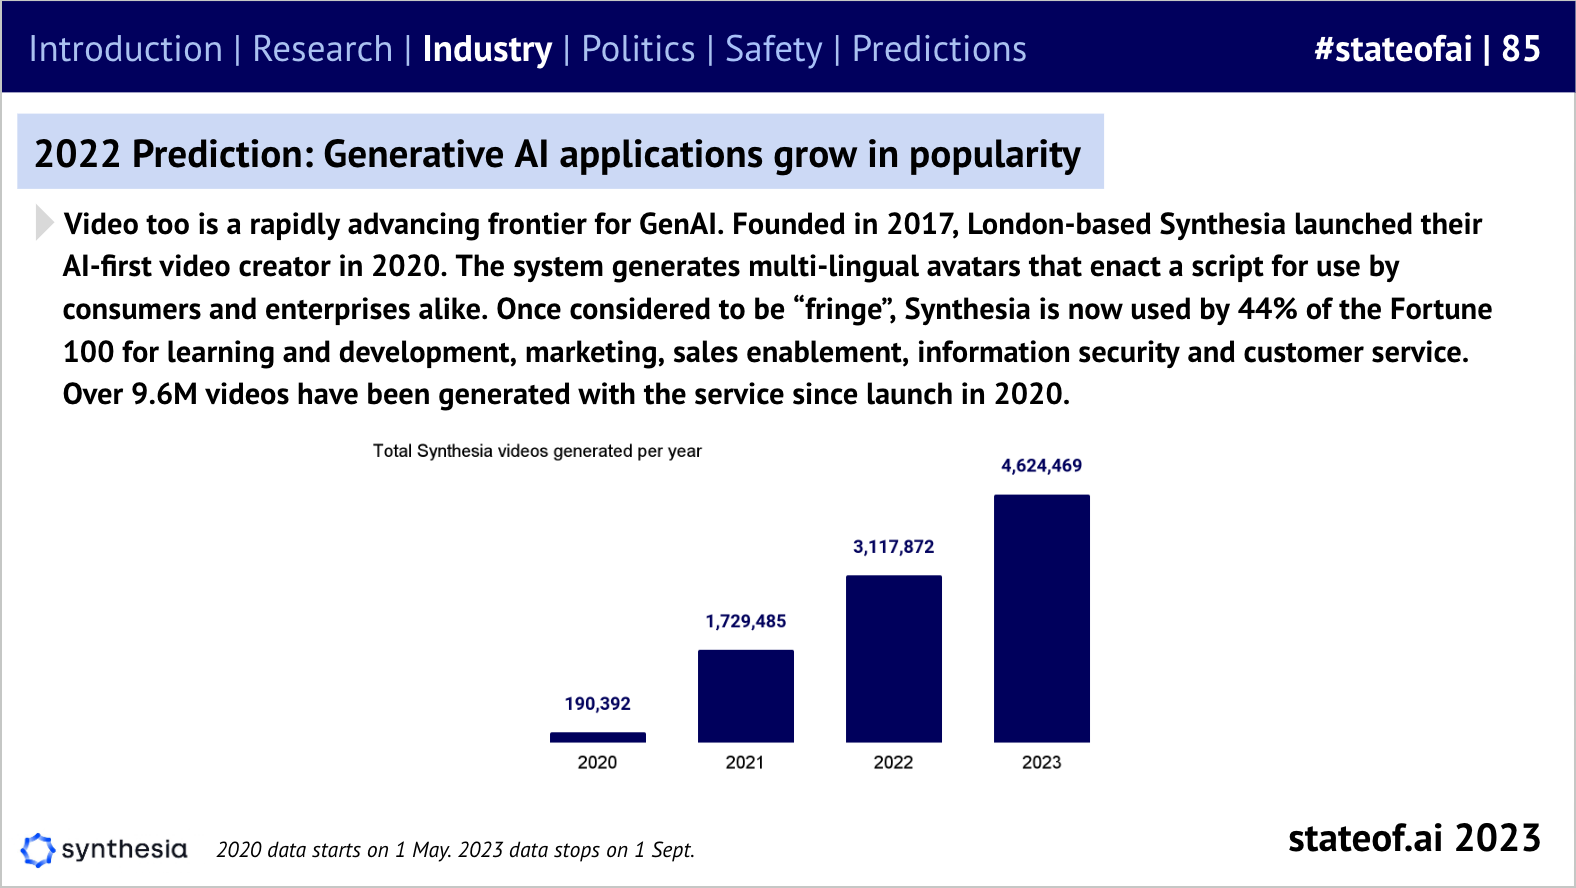 Introduction | Research | Industry | Politics | Safety | Predictions
#stateofai | 85
2022 Prediction: Generative AI applications grow in popularity
Video too is a rapidly advancing frontier for GenAI. Founded in 2017, London-based Synthesia launched their
AI-first video creator in 2020. The system generates multi-lingual avatars that enact a script for use by
consumers and enterprises alike. Once considered to be “fringe”, Synthesia is now used by 44% of the Fortune
100 for learning and development, marketing, sales enablement, information security and customer service.
Over 9.6M videos have been generated with the service since launch in 2020.
Total Synthesia videos generated per year
4,624,469
3,117,872
1,729,485
190,392
2020 2021 2022 2023
synthesia
2020 data starts on 1 May. 2023 data stops on 1 Sept.
stateof.ai 2023